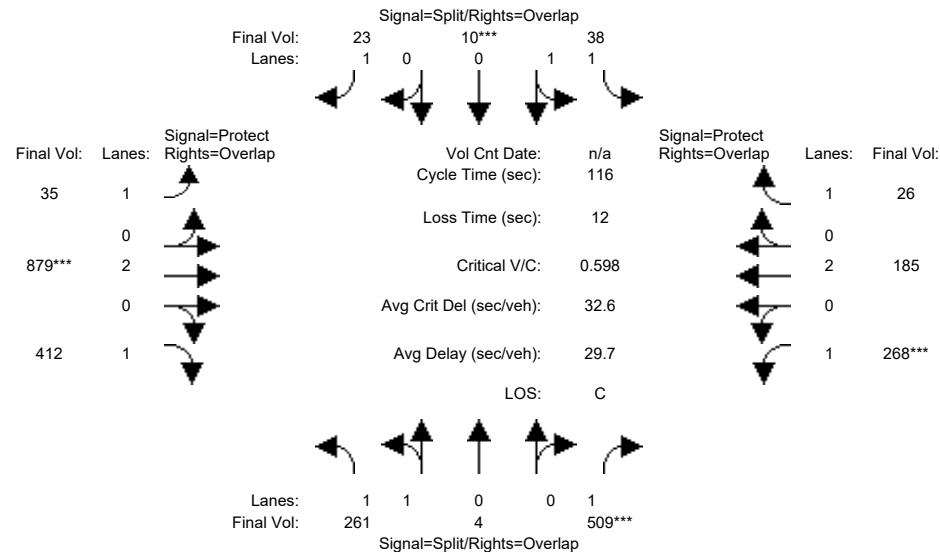 Signal=Split/Rights=Overlap
Final Vol: 23 10*** 38
Lanes: 1 0 0 1 1
Signal=Protect Signal=Protect
Final Vol: Lanes: Rights=Overlap Vol Cnt Date: n/a Rights=Overlap Lanes: Final Vol:
Cycle Time (sec): 116
35 1 1 26
Loss Time (sec): 12
0 0
879*** 2 Critical V/C: 0.598 2 185
0 Avg Crit Del (sec/veh): 32.6 0
412 1 Avg Delay (sec/veh): 29.7 1 268***
LOS: C
Lanes: 1 1 0 0 1
Final Vol: 261 4 509***
Signal=Split/Rights=Overlap